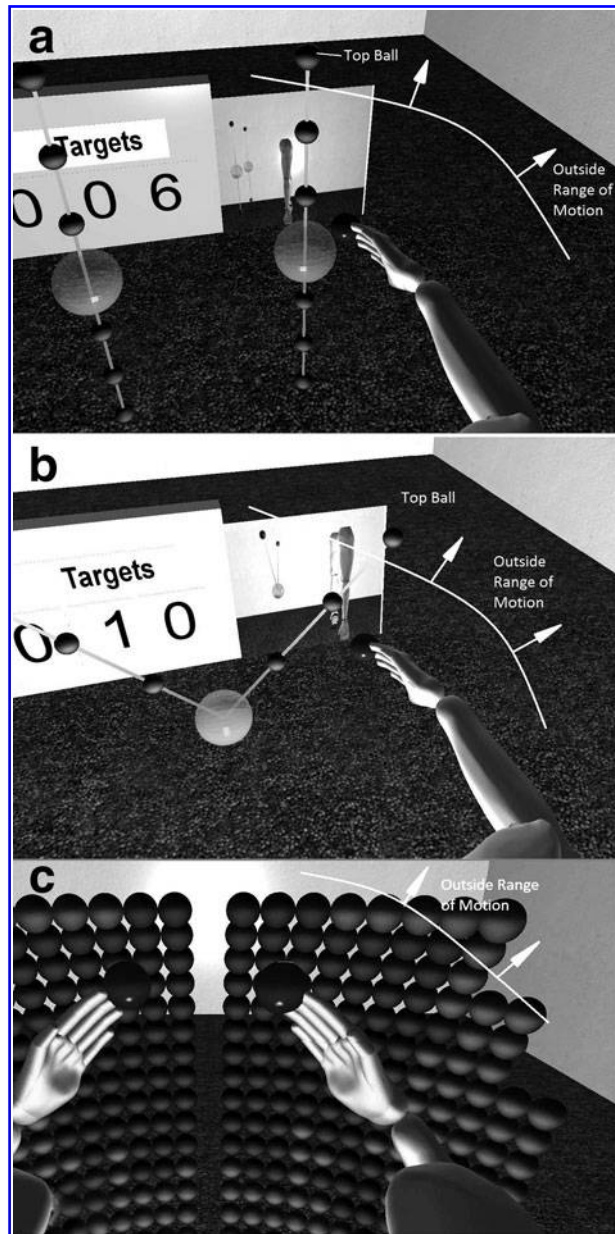 a
Top Ball
Targets
0 0 6
Outside
Range of
Motion
b
Top Ball
Targets
0 1 0
Outside
Range of
Motion
c
Outside Range
of Motion